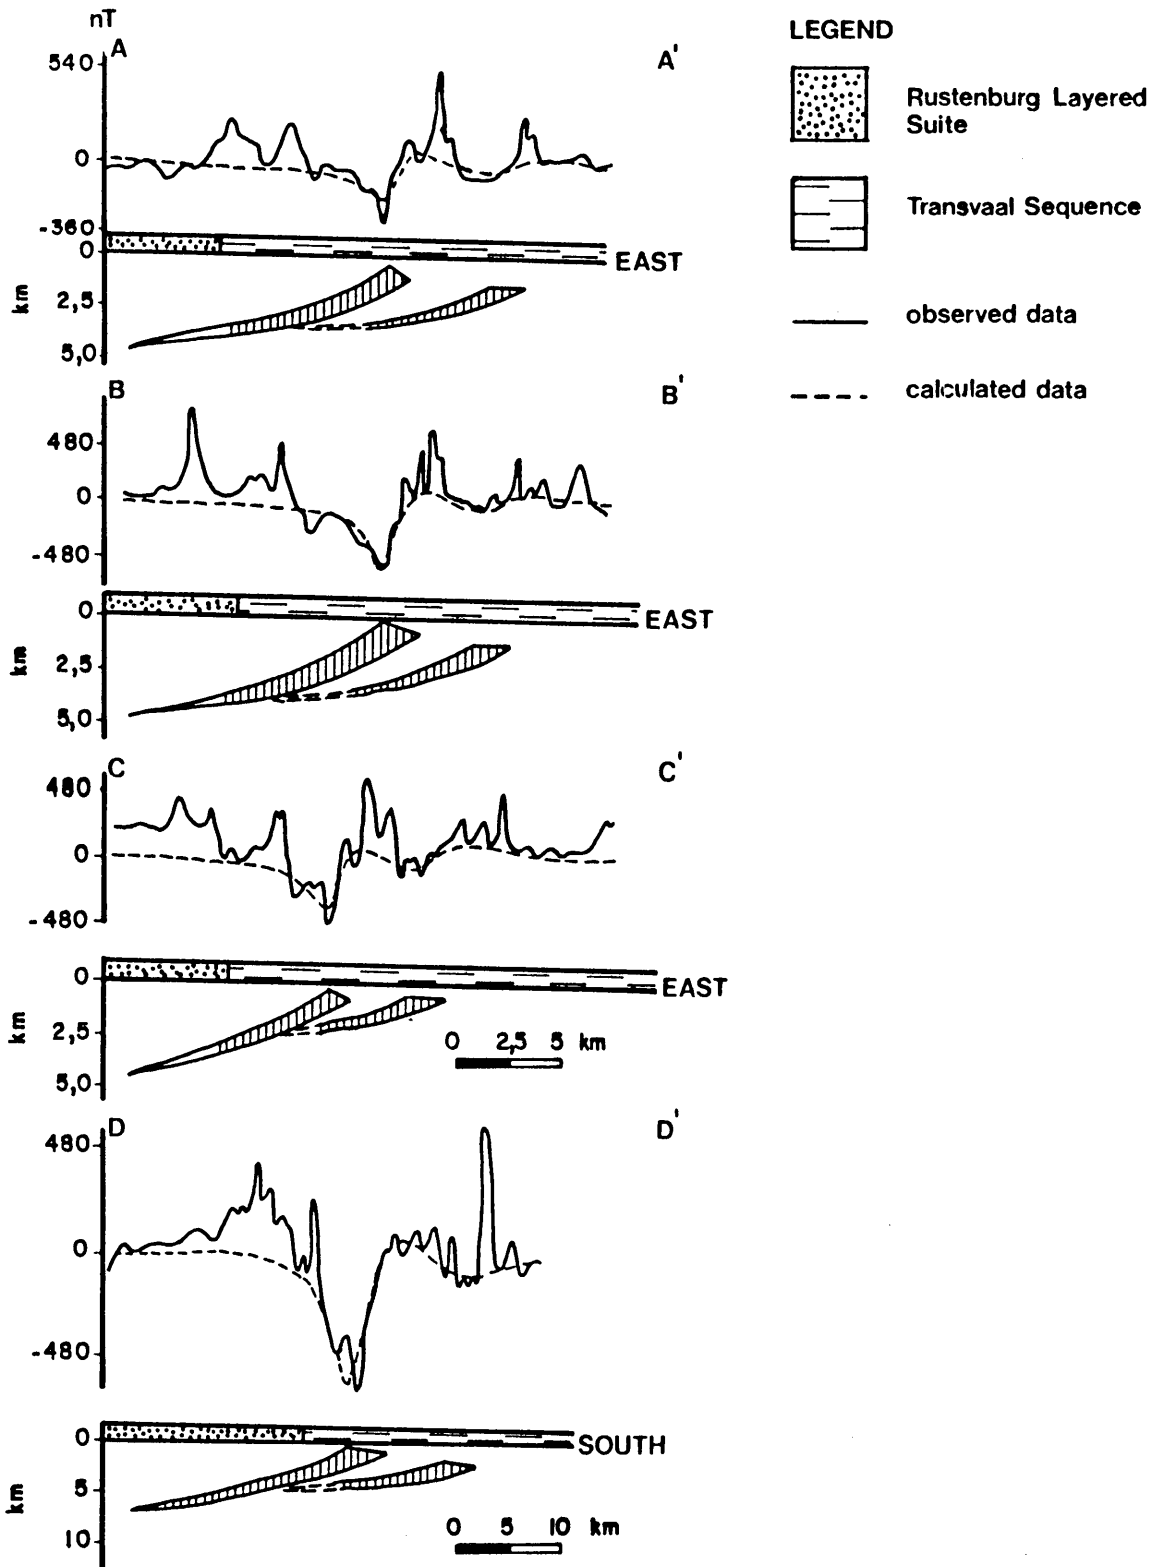 nT
A
A'
540
0
-360
0
EAST
km
2,5
5,0
B
B'
480
0
-480
0
EAST
km
2,5
5,0
C
C'
480
0
-480
0
EAST
km
2,5
5,0
0 2,5 5 km
D
D'
480
0
-480
0
SOUTH
km
5
10
0 5 10 km
LEGEND
Rustenburg Layered
Suite
Transvaal Sequence
observed data
calculated data